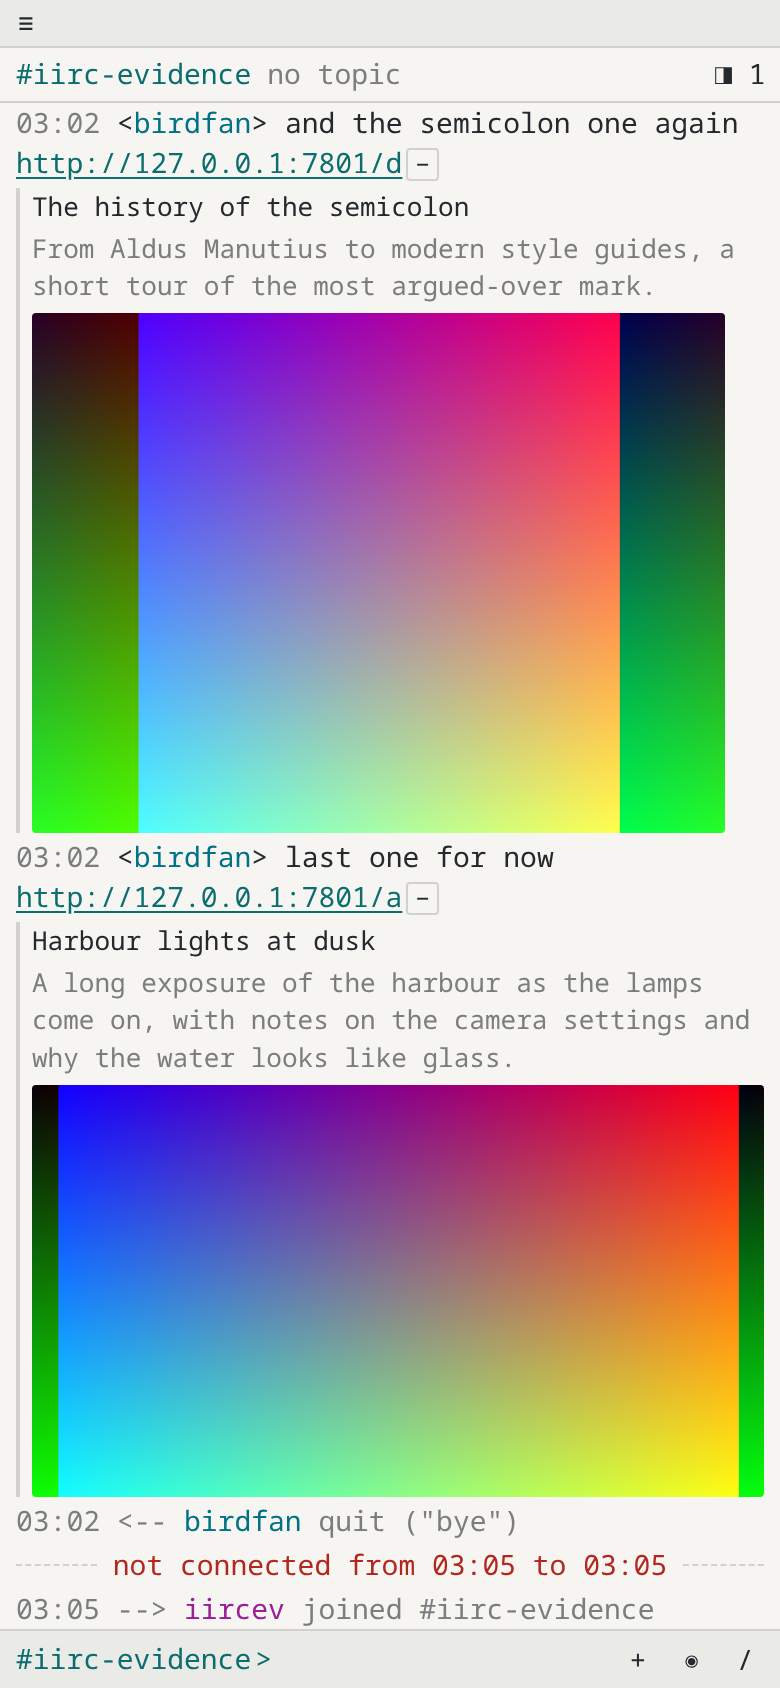 ≡
#iirc-evidence no topic ◨ 1
03:02 <birdfan> and the semicolon one again
http://127.0.0.1:7801/d −
The history of the semicolon
From Aldus Manutius to modern style guides, a
short tour of the most argued-over mark.
03:02 <birdfan> last one for now
http://127.0.0.1:7801/a −
Harbour lights at dusk
A long exposure of the harbour as the lamps
come on, with notes on the camera settings and
why the water looks like glass.
03:02 <-- birdfan quit ("bye")
not connected from 03:05 to 03:05
03:05 --> iircev joined #iirc-evidence
#iirc-evidence> + ◉ /